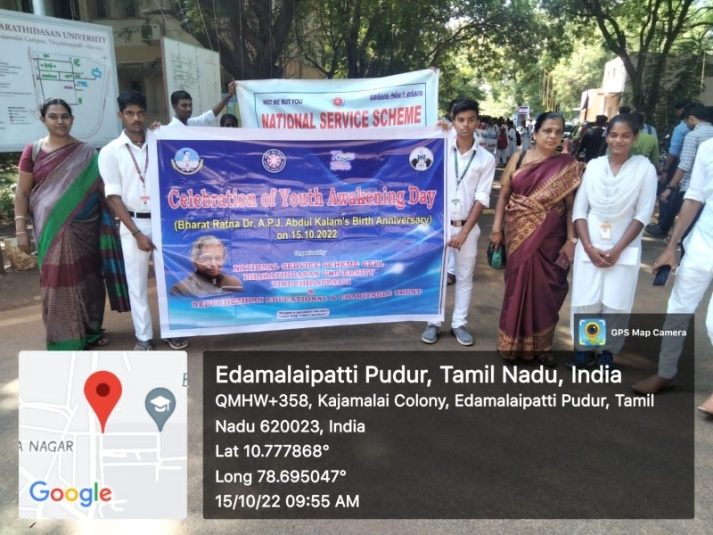 BHARATHIDASAN UNIVERSITY
NOT ME BUT YOU
NATIONAL SERVICE SCHEME
Celebration of Youth Awakening Day
(Bharat Ratna Dr. A.P.J. Abdul Kalam's Birth Anniversary)
on 15.10.2022
NATIONAL SERVICE SCHEME CELL
BHARATHIDASAN UNIVERSITY
TIRUCHIRAPPALLI
&
EDUCATIONAL & CHARITABLE TRUST
GPS Map Camera
Edamalaipatti Pudur, Tamil Nadu, India
QMHW+358, Kajamalai Colony, Edamalaipatti Pudur, Tamil
Nadu 620023, India
Lat 10.777868°
Long 78.695047°
15/10/22 09:55 AM
A NAGAR
Google